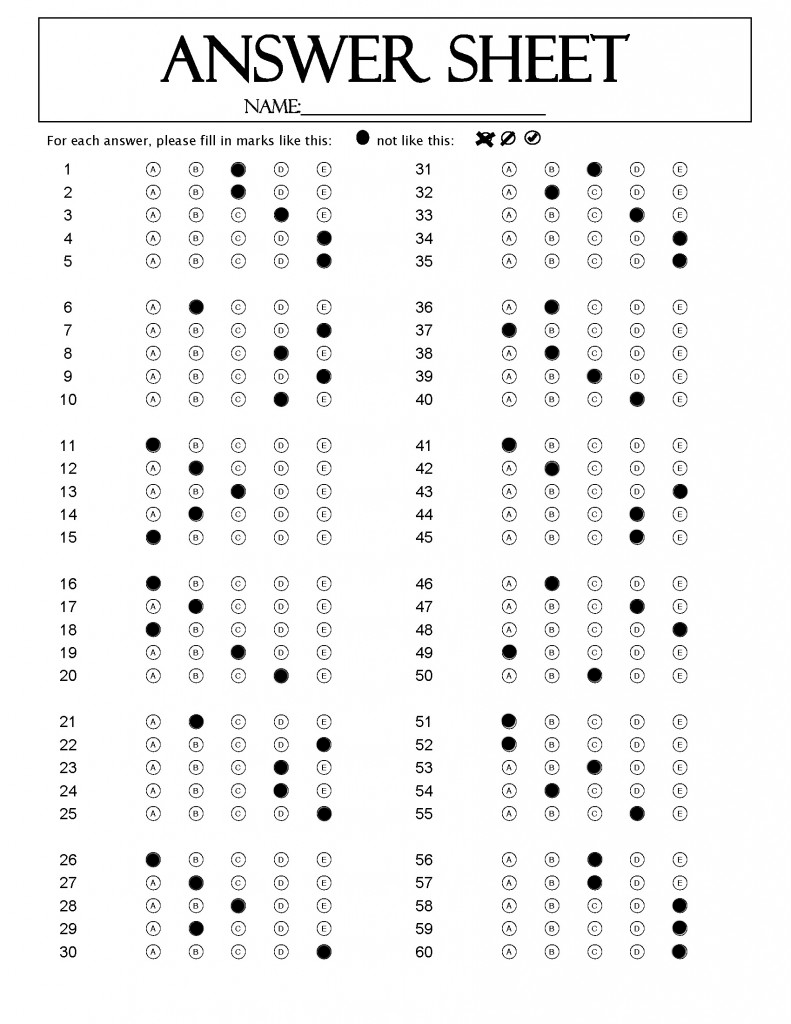 ANSWER SHEET
NAME:
For each answer, please fill in marks like this: not like this:
1 A B D E
2 A B D E
3 A B C E
4 A B C D
5 A B C D
6 A C D E
7 A B C D
8 A B C E
9 A B C D
10 A B C E
11 B C D E
12 A C D E
13 A B D E
14 A C D E
15 B C D E
16 B C D E
17 A C D E
18 B C D E
19 A B D E
20 A B C E
21 A C D E
22 A B C D
23 A B C E
24 A B C E
25 A B C D
26 B C D E
27 A C D E
28 A B D E
29 A C D E
30 A B C D
31 A B D E
32 A C D E
33 A B C E
34 A B C D
35 A B C D
36 A C D E
37 B C D E
38 A C D E
39 A B D E
40 A B C E
41 B C D E
42 A C D E
43 A B C D
44 A B C E
45 A B C E
46 A C D E
47 A B C E
48 A B C D
49 B C D E
50 A B D E
51 B C D E
52 B C D E
53 A B D E
54 A C D E
55 A B C E
56 A B D E
57 A B D E
58 A B C D
59 A B C D
60 A B C D